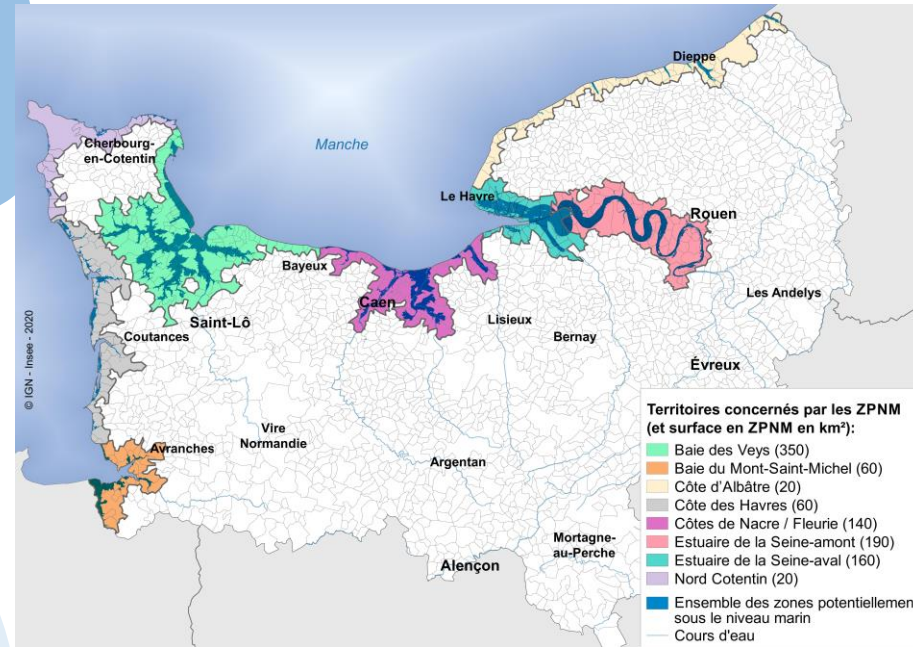 Dieppe
Cherbourg-
en-Cotentin
Manche
Le Havre
Rouen
Bayeux
Caen
Les Andelys
Lisieux
Saint-Lô
Coutances
Bernay
Évreux
© IGN - Insee - 2020
Vire
Normandie
Avranches
Argentan
Mortagne-
au-Perche
Alençon
Territoires concernés par les ZPNM
(et surface en ZPNM en km²):
Baie des Veys (350)
Baie du Mont-Saint-Michel (60)
Côte d'Albâtre (20)
Côte des Havres (60)
Côtes de Nacre / Fleurie (140)
Estuaire de la Seine-amont (190)
Estuaire de la Seine-aval (160)
Nord Cotentin (20)
Ensemble des zones potentiellemen
sous le niveau marin
Cours d'eau